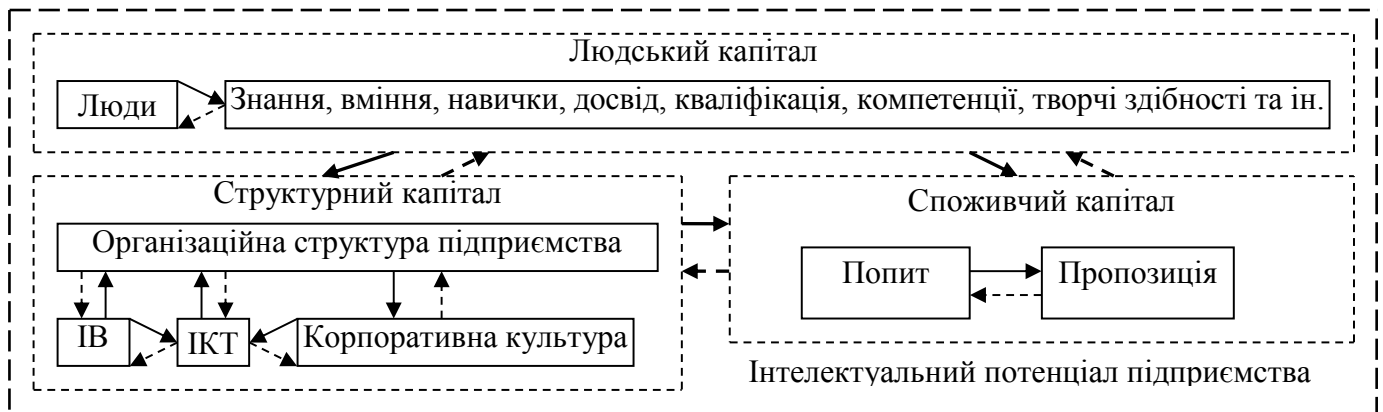 Людський капітал
Люди
Знання, вміння, навички, досвід, кваліфікація, компетенції, творчі здібності та ін.
Структурний капітал
Організаційна структура підприємства
ІВ
ІКТ
Корпоративна культура
Споживчий капітал
Попит
Пропозиція
Інтелектуальний потенціал підприємства